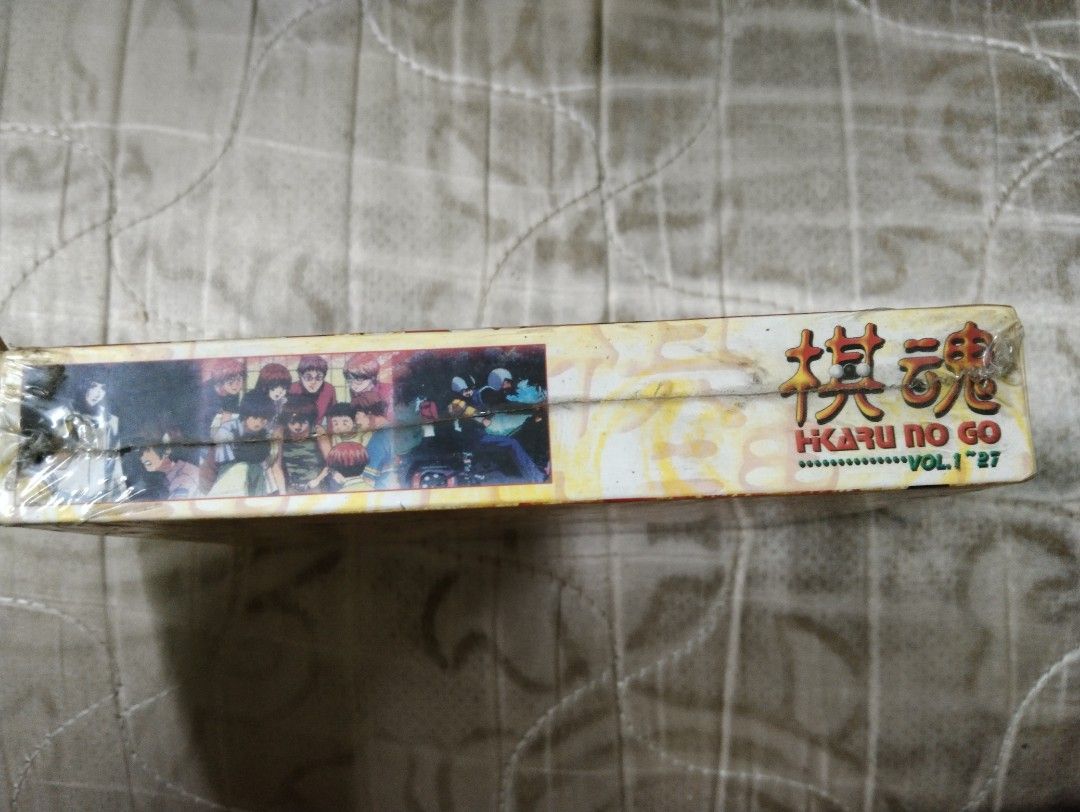 棋魂
HiKARU NO GO
VOL.1~27